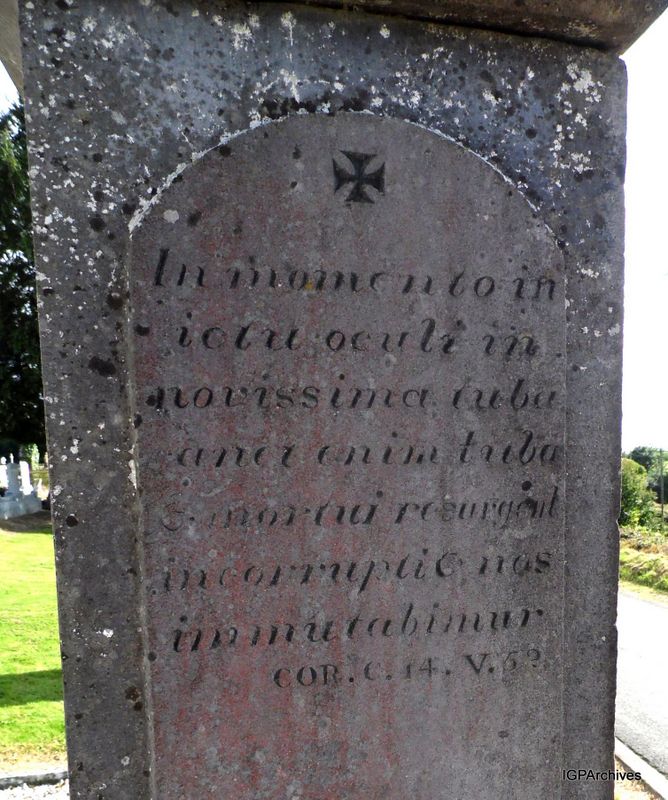 In momento in
ictu oculi in
novissima tuba
canet enim tuba
& mortui resurgent
incorrupti & nos
immutabimur
COR. C. 14. V. 52
IGPArchives